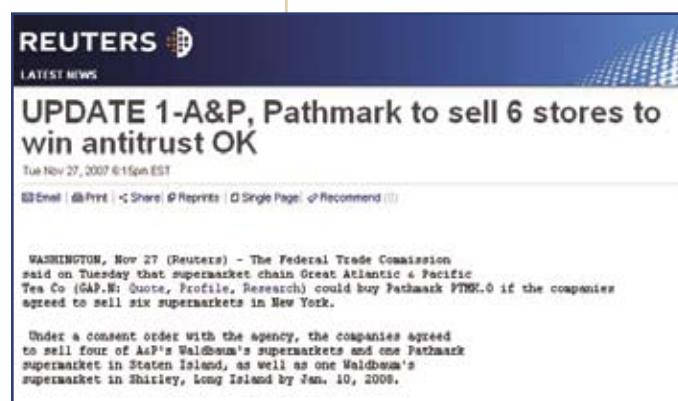 REUTERS
LATEST NEWS
UPDATE 1-A&P, Pathmark to sell 6 stores to
win antitrust OK
Tue Nov 27, 2007 6:15pm EST
Email | Print | Share | Reprints | Single Page | Recommend (0)
WASHINGTON, Nov 27 (Reuters) - The Federal Trade Commission
said on Tuesday that supermarket chain Great Atlantic & Pacific
Tea Co (GAP.N: Quote, Profile, Research) could buy Pathmark PTMK.O if the companies
agreed to sell six supermarkets in New York.
Under a consent order with the agency, the companies agreed
to sell four of A&P's Waldbaum's supermarkets and one Pathmark
supermarket in Staten Island, as well as one Waldbaum's
supermarket in Shirley, Long Island by Jan. 10, 2008.